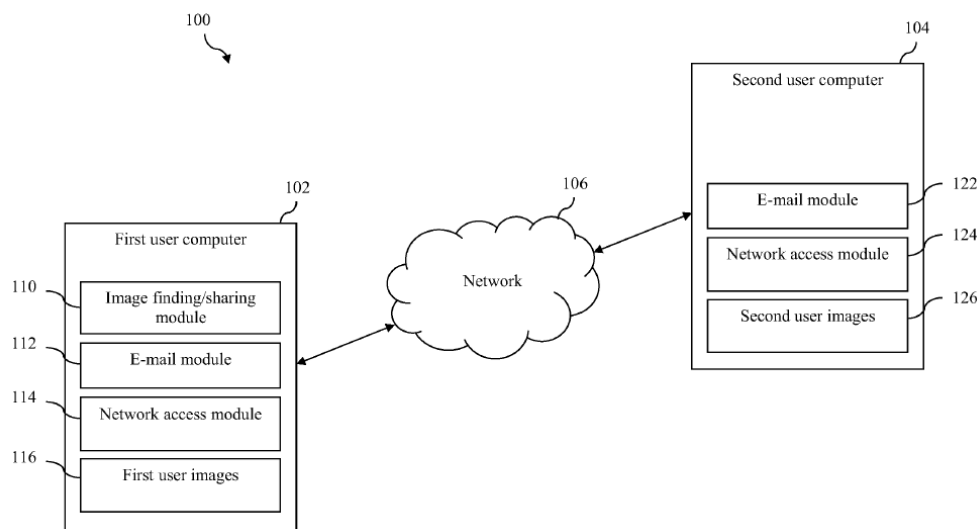 100
104
Second user computer
122
E-mail module
124
Network access module
126
Second user images
106
Network
102
First user computer
110
Image finding/sharing
module
112
E-mail module
114
Network access module
116
First user images